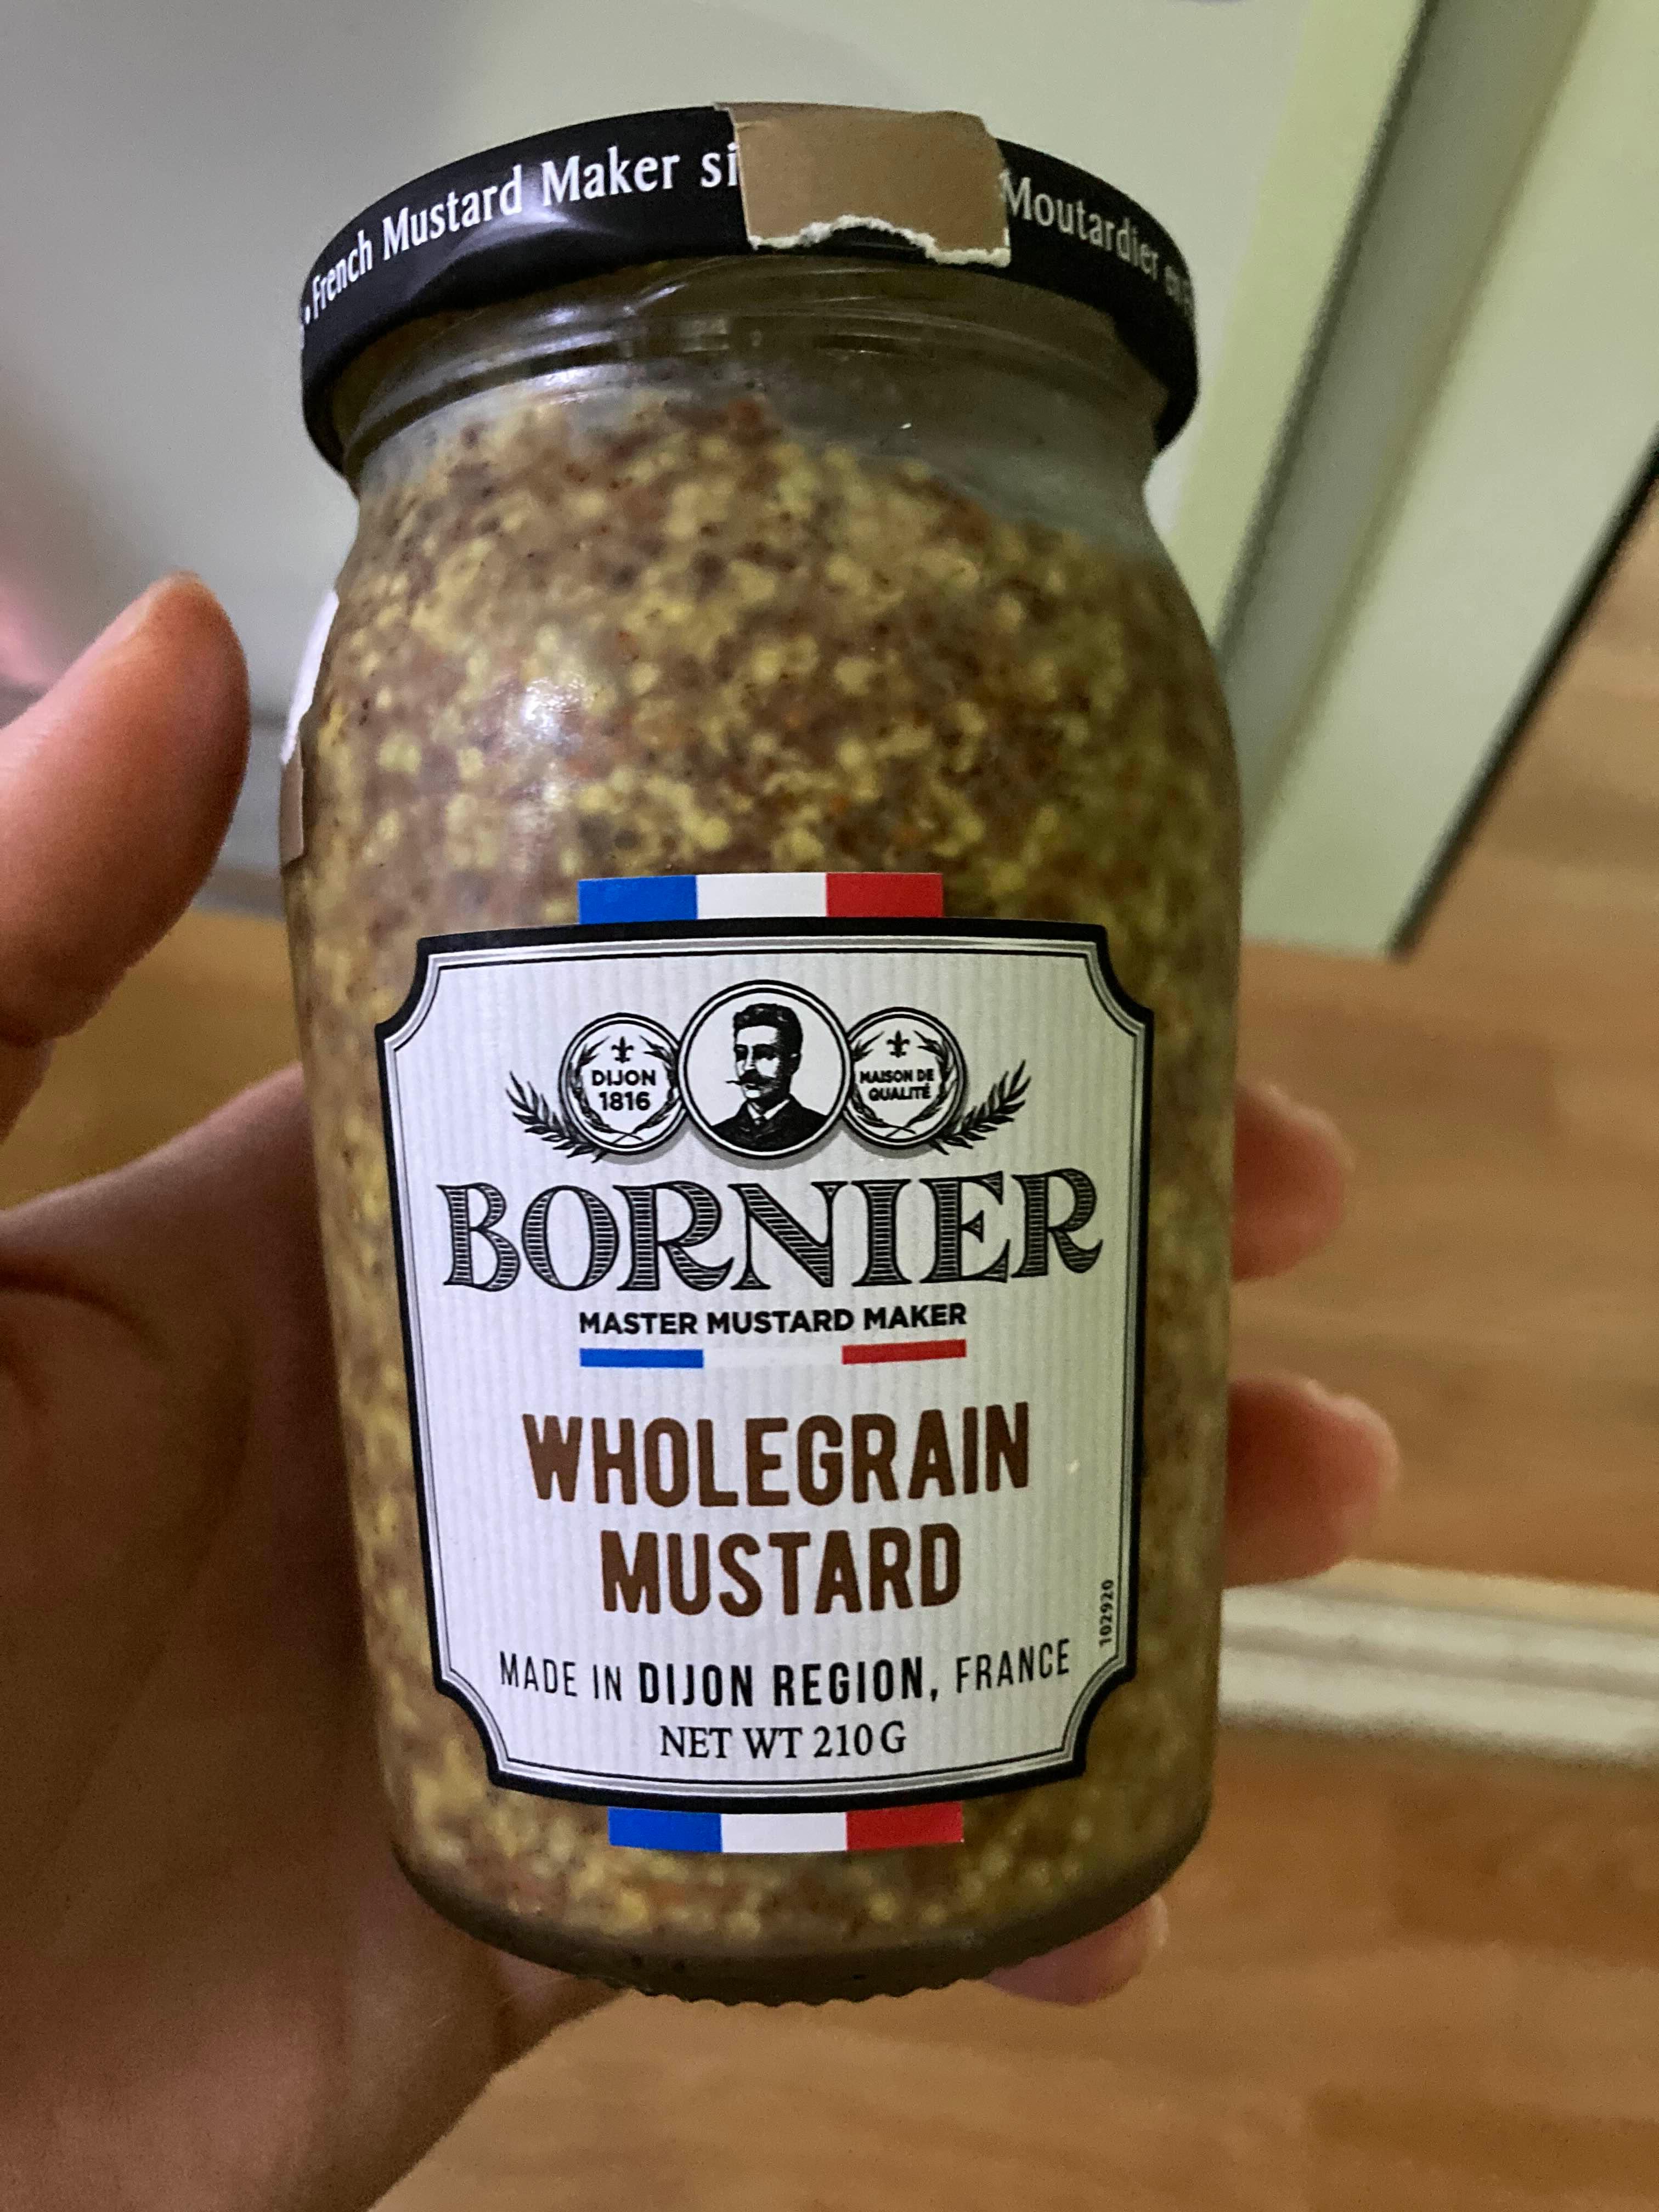 French Mustard Maker si
Moutardier
DIJON
1816
MAISON DE
QUALITÉ
BORNIER
MASTER MUSTARD MAKER
WHOLEGRAIN
MUSTARD
MADE IN DIJON REGION, FRANCE
NET WT 210 G
102920